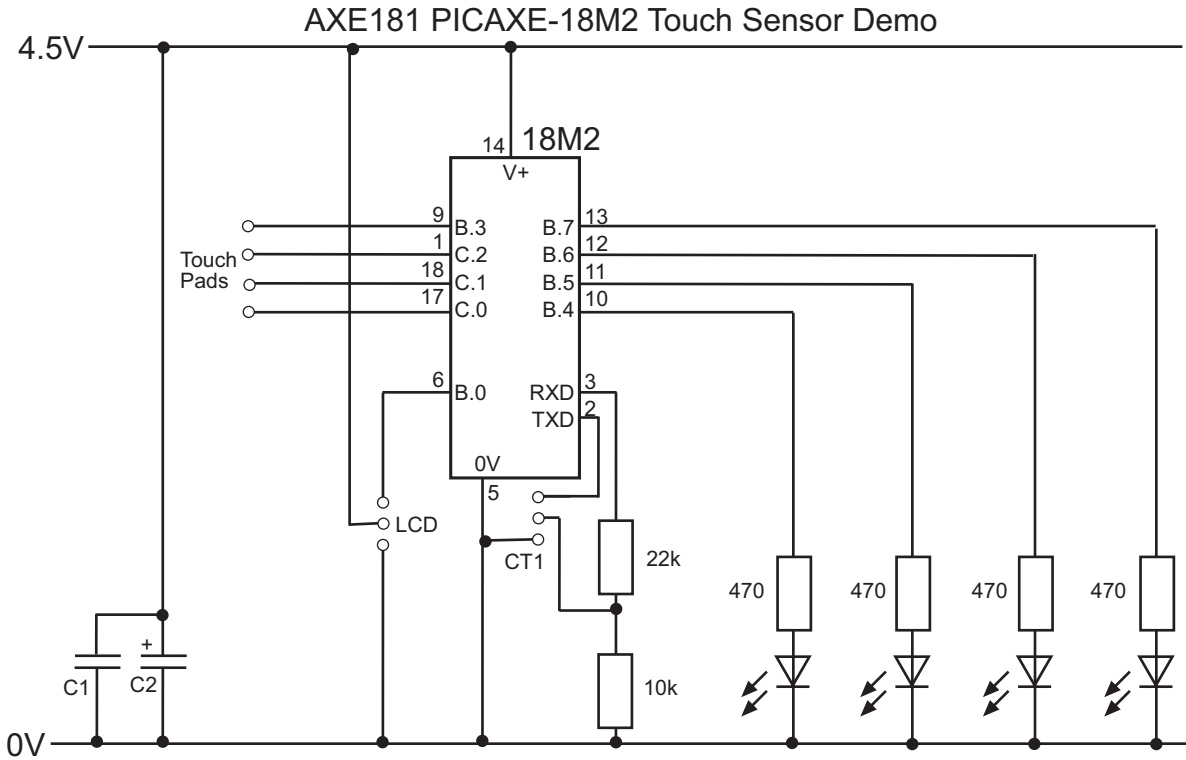 AXE181 PICAXE-18M2 Touch Sensor Demo
4.5V
14
18M2
V+
9
B.3
B.7
13
1
C.2
B.6
12
Touch
Pads
18
C.1
B.5
11
17
C.0
B.4
10
6
B.0
RXD
3
TXD
2
0V
5
LCD
CT1
22k
470
470
470
470
+
C1
C2
10k
0V